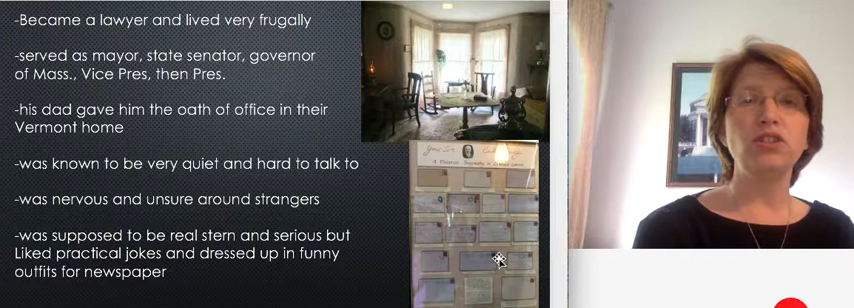 -Became a lawyer and lived very frugally
-served as mayor, state senator, governor
of Mass., Vice Pres, then Pres.
-his dad gave him the oath of office in their
Vermont home
-was known to be very quiet and hard to talk to
-was nervous and unsure around strangers
-was supposed to be real stern and serious but
Liked practical jokes and dressed up in funny
outfits for newspaper